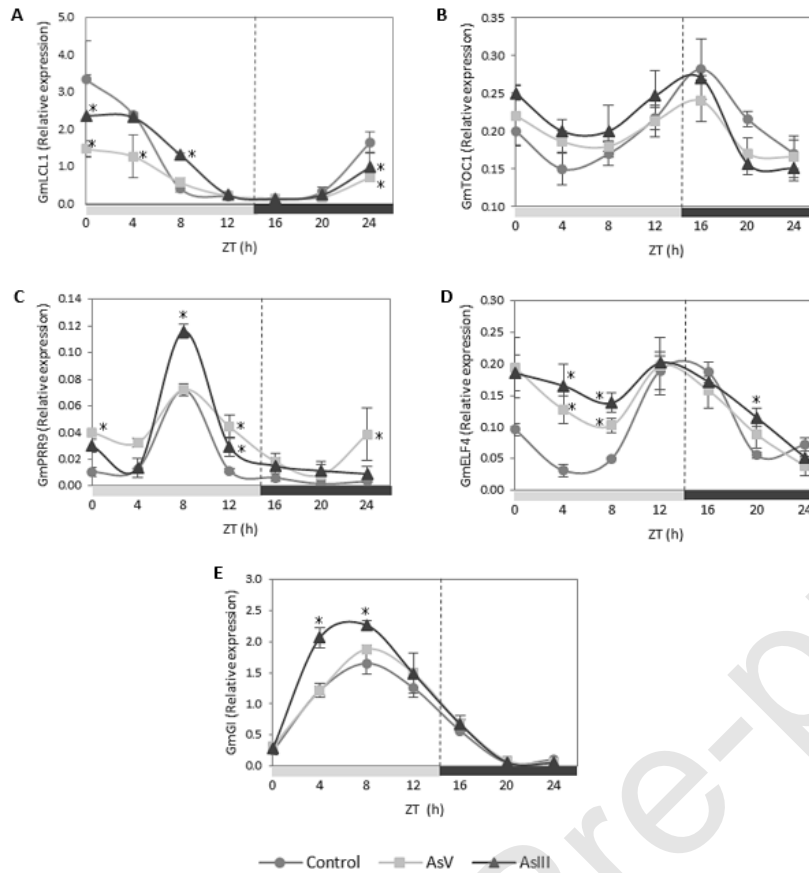 A
GmLCL1 (Relative expression)
5.0
4.0
3.0
2.0
1.0
0.0
* * * * * *
0 4 8 12 16 20 24
ZT (h)
B
GmTOC1 (Relative expression)
0.30
0.35
0.25
0.20
0.15
0.10
0 4 8 12 16 20 24
ZT (h)
C
GmPRR9 (Relative expression)
0.14
0.12
0.10
0.08
0.06
0.04
0.02
0.00
* * * * *
0 4 8 12 16 20 24
ZT (h)
D
GmELF4 (Relative expression)
0.30
0.25
0.20
0.15
0.10
0.05
0.00
* * * * *
0 4 8 12 16 20 24
ZT (h)
E
GmGI (Relative expression)
3.0
2.5
2.0
1.5
1.0
0.5
0.0
* *
0 4 8 12 16 20 24
ZT (h)
Control AsV AsIII
re-p